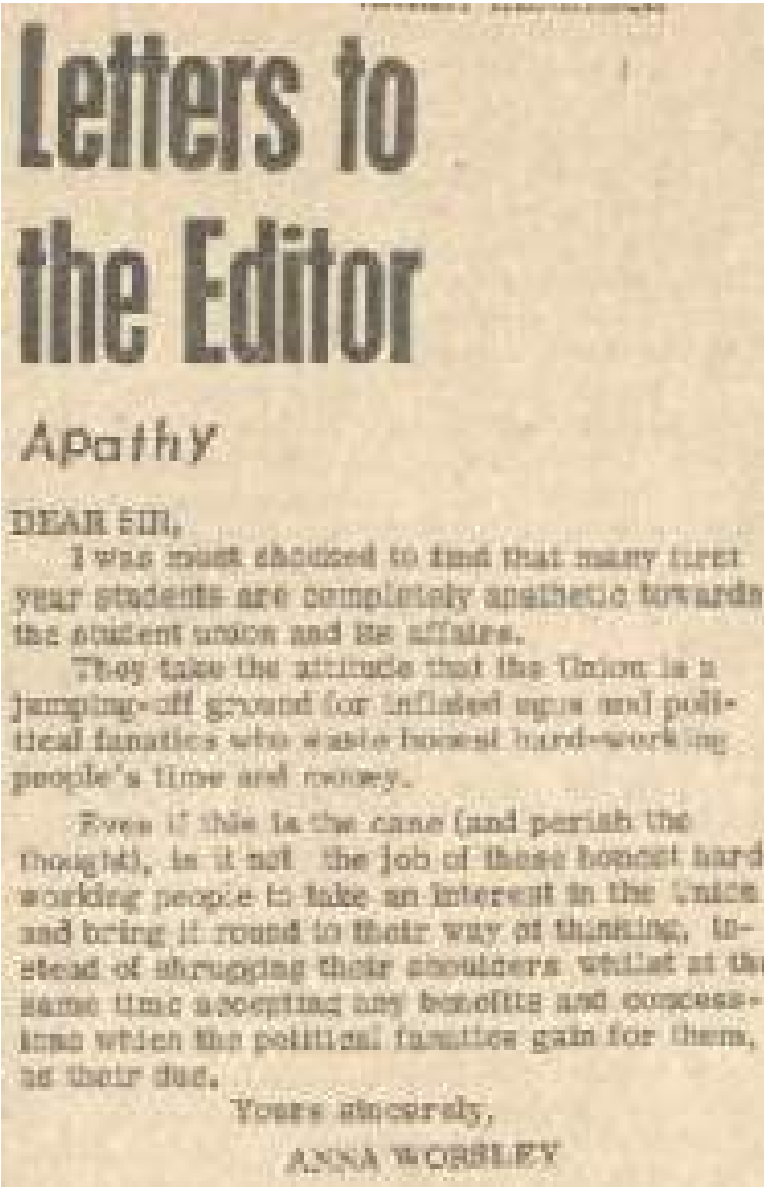 Letters to
the Editor
Apathy
DEAR SIR,
I was most shocked to find that many first
year students are completely apathetic towards
the student union and its affairs.
They take the attitude that the Union is a
jumping-off ground for inflated egos and poli-
tical fanatics who waste honest hard-working
people's time and money.
Even if this is the case (and perish the
thought), is it not the job of these honest hard
working people to take an interest in the Union
and bring it round to their way of thinking, in-
stead of shrugging their shoulders whilst at the
same time accepting any benefits and concess-
ions which the political fanatics gain for them,
as their due.
Yours sincerely,
ANNA WORSLEY